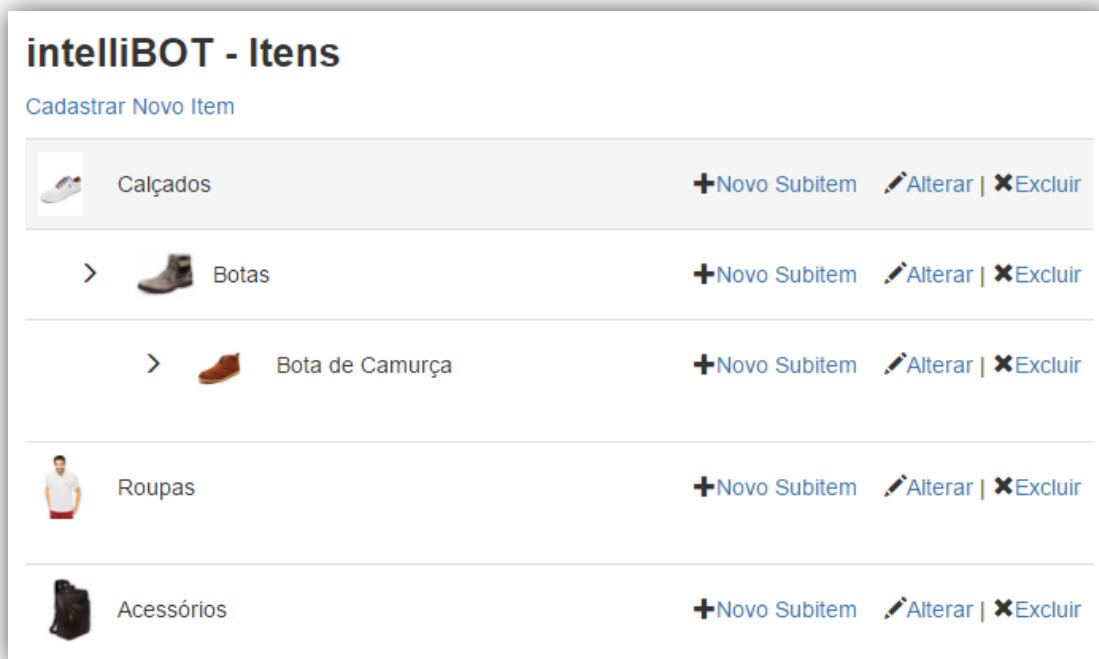 intelliBOT - Itens
Cadastrar Novo Item
Calçados Novo Subitem Alterar | Excluir
Botas Novo Subitem Alterar | Excluir
Bota de Camurça Novo Subitem Alterar | Excluir
Roupas Novo Subitem Alterar | Excluir
Acessórios Novo Subitem Alterar | Excluir